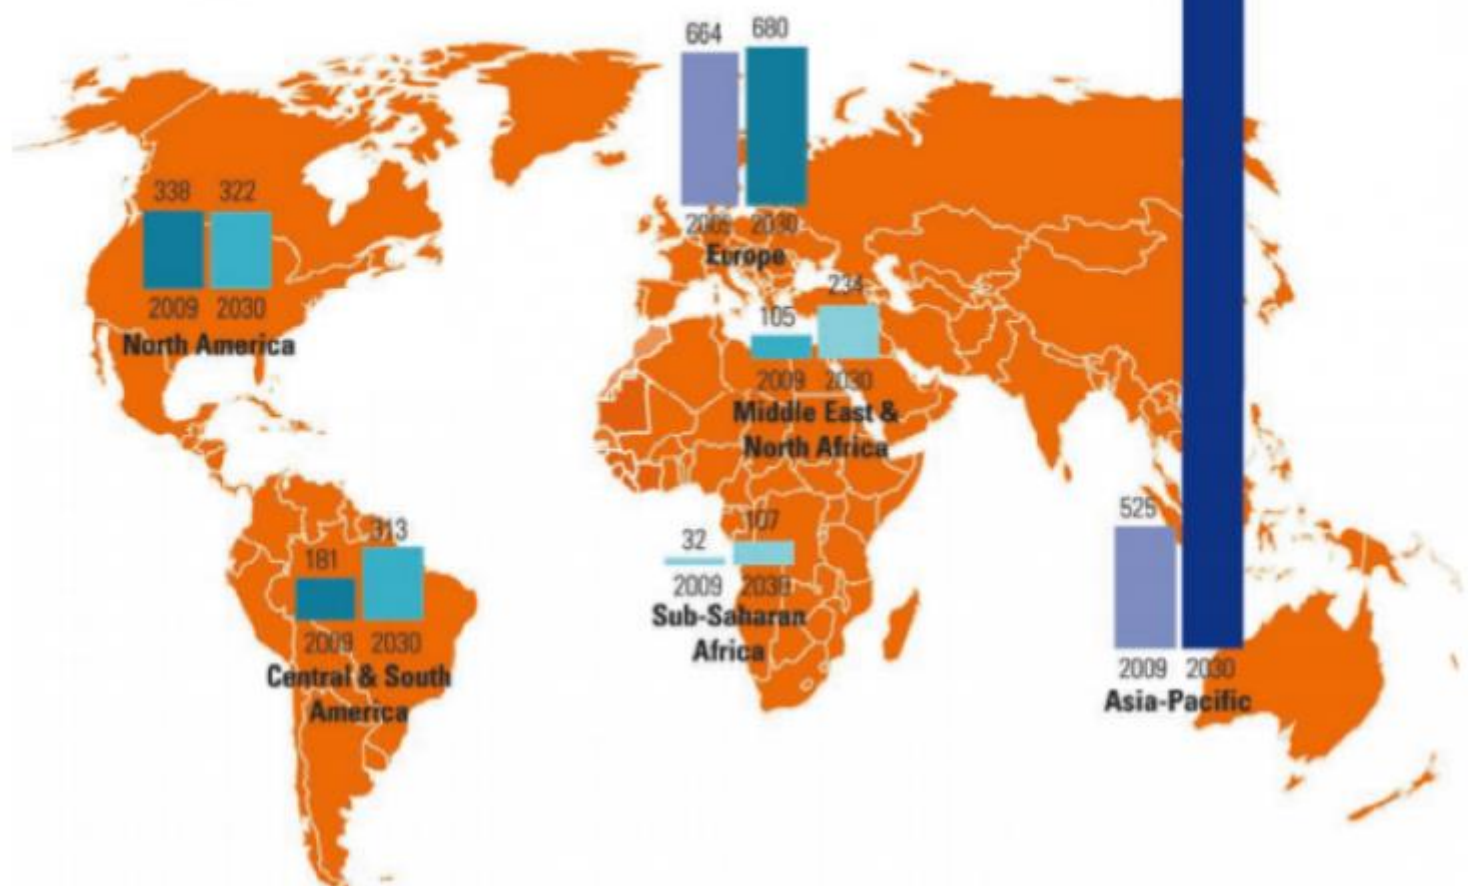 664 680
2009 2030
Europe
338 322
2009 2030
North America
105 234
2009 2030
Middle East &
North Africa
181 313
2009 2030
Central & South
America
32 107
2009 2030
Sub-Saharan
Africa
525
2009 2030
Asia-Pacific